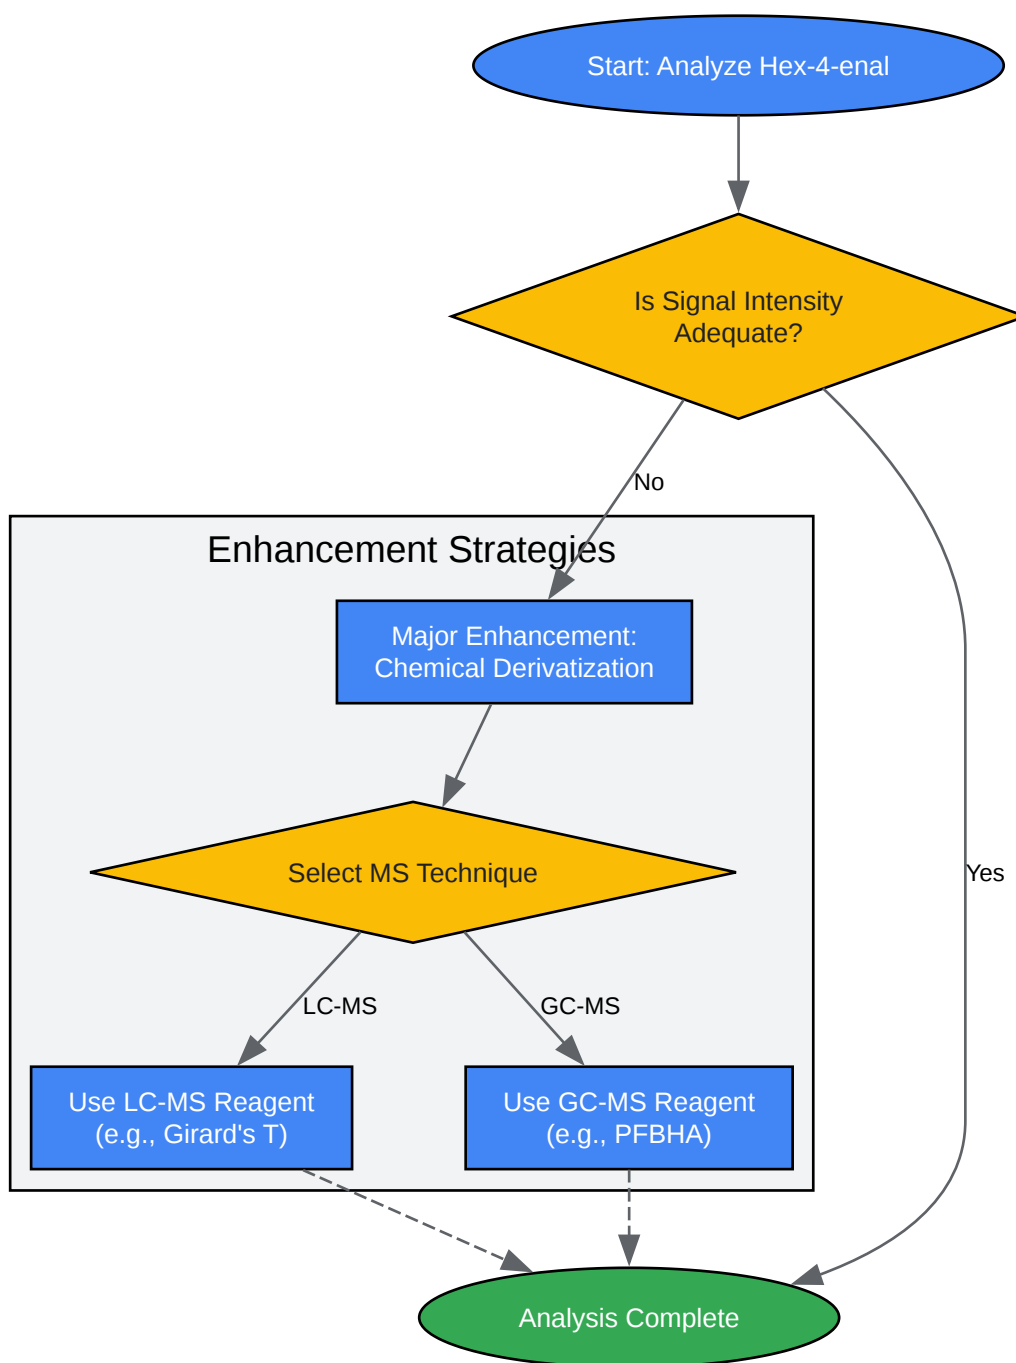 Start: Analyze Hex-4-enal
Is Signal Intensity
Adequate?
No
Enhancement Strategies
Major Enhancement:
Chemical Derivatization
Select MS Technique
Yes
LC-MS
GC-MS
Use LC-MS Reagent
(e.g., Girard's T)
Use GC-MS Reagent
(e.g., PFBHA)
Analysis Complete